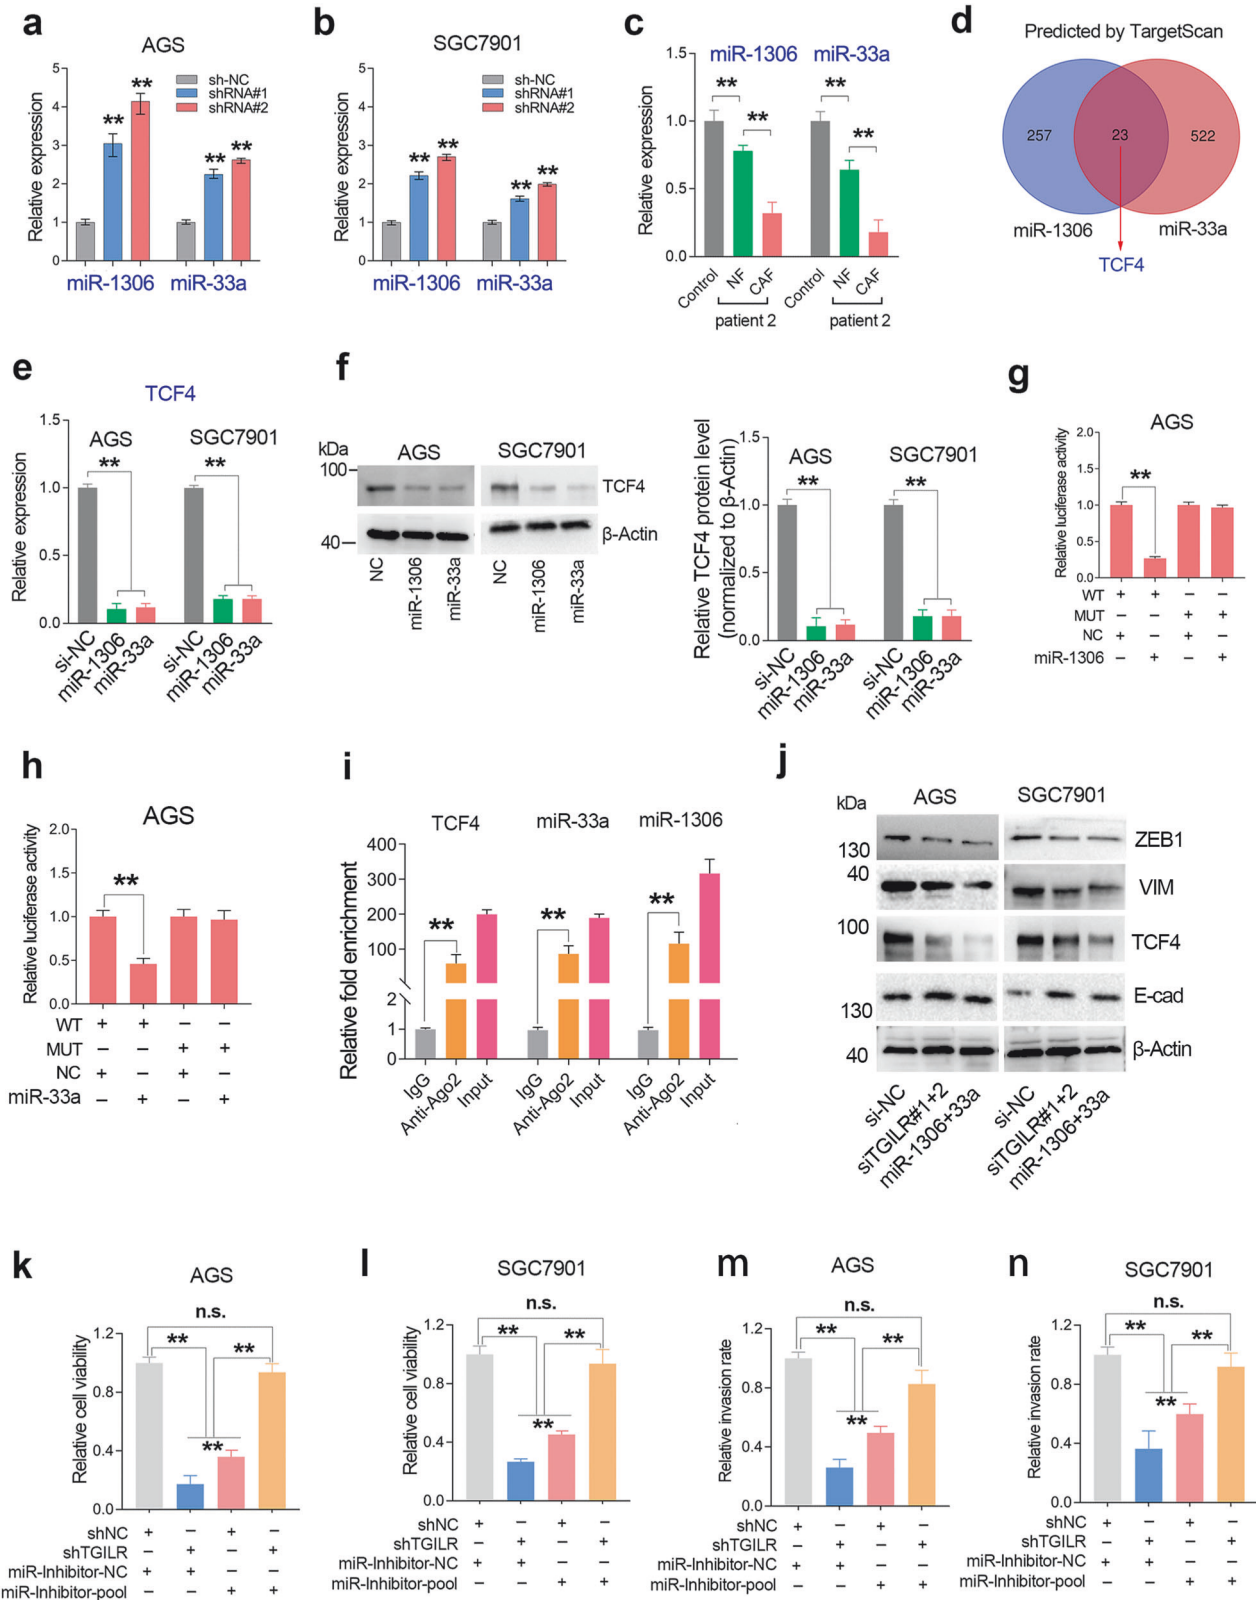 a
AGS
Relative expression
5
4
3
2
1
0
sh-NC
shRNA#1
shRNA#2
**
**
**
**
miR-1306
miR-33a
b
SGC7901
Relative expression
5
4
3
2
1
0
sh-NC
shRNA#1
shRNA#2
**
**
**
**
miR-1306
miR-33a
c
miR-1306
miR-33a
Relative expression
1.5
1.0
0.5
0.0
**
**
**
**
Control
NF
CAF
Control
NF
CAF
patient 2
patient 2
d
Predicted by TargetScan
257
23
522
miR-1306
miR-33a
TCF4
e
TCF4
AGS
SGC7901
Relative expression
1.5
1.0
0.5
0.0
**
**
si-NC
miR-1306
miR-33a
si-NC
miR-1306
miR-33a
f
kDa
AGS
SGC7901
100
40
TCF4
β-Actin
NC
miR-1306
miR-33a
NC
miR-1306
miR-33a
Relative TCF4 protein level
(normalized to β-Actin)
1.5
1.0
0.5
0.0
AGS
SGC7901
**
**
si-NC
miR-1306
miR-33a
si-NC
miR-1306
miR-33a
g
AGS
Relative luciferase activity
2.0
1.5
1.0
0.5
0.0
**
WT + + – –
MUT – – + +
NC + – + –
miR-1306 – + – +
h
AGS
Relative luciferase activity
2.0
1.5
1.0
0.5
0.0
**
WT + + – –
MUT – – + +
NC + – + –
miR-33a – + – +
i
TCF4
miR-33a
miR-1306
Relative fold enrichment
400
300
200
100
2
1
0
**
**
**
IgG
Anti-Ago2
Input
IgG
Anti-Ago2
Input
IgG
Anti-Ago2
Input
j
kDa
AGS
SGC7901
130
40
100
130
40
ZEB1
VIM
TCF4
E-cad
β-Actin
si-NC
siTGILR#1+2
miR-1306+33a
si-NC
siTGILR#1+2
miR-1306+33a
k
AGS
Relative cell viability
1.2
0.8
0.4
0.0
n.s.
**
**
**
shNC + – + –
shTGILR – + – +
miR-Inhibitor-NC + + – –
miR-Inhibitor-pool – – + +
l
SGC7901
Relative cell viability
1.2
0.8
0.4
0.0
n.s.
**
**
**
shNC + – + –
shTGILR – + – +
miR-Inhibitor-NC + + – –
miR-Inhibitor-pool – – + +
m
AGS
Relative invasion rate
1.2
0.8
0.4
0.0
n.s.
**
**
**
shNC + – + –
shTGILR – + – +
miR-Inhibitor-NC + + – –
miR-Inhibitor-pool – – + +
n
SGC7901
Relative invasion rate
1.2
0.8
0.4
0.0
n.s.
**
**
**
shNC + – + –
shTGILR – + – +
miR-Inhibitor-NC + + – –
miR-Inhibitor-pool – – + +